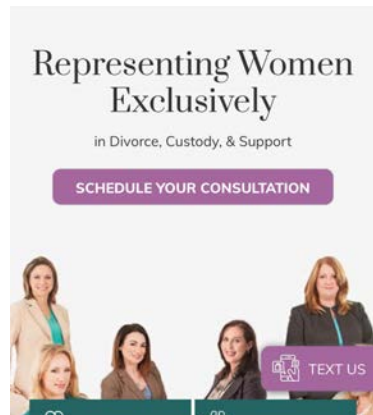 Representing Women
Exclusively
in Divorce, Custody, & Support
SCHEDULE YOUR CONSULTATION
TEXT US